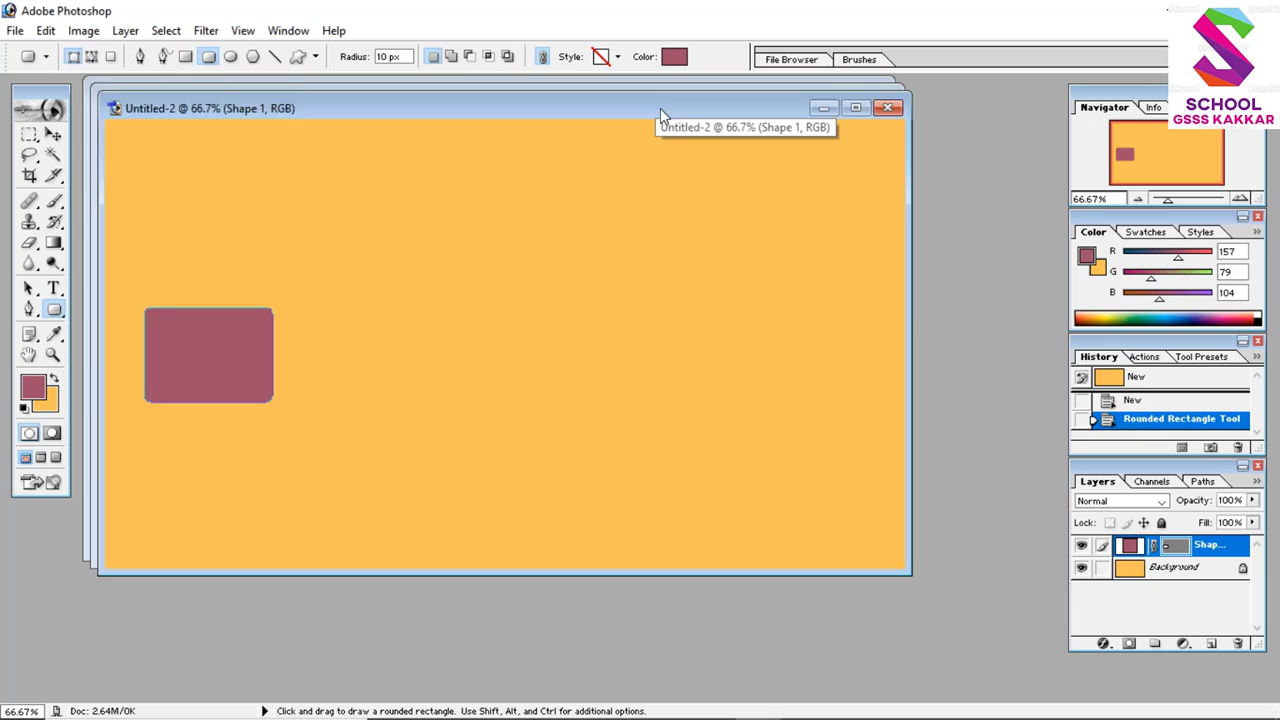 Adobe Photoshop
File Edit Image Layer Select Filter View Window Help
Radius: 10 px Style: Color: File Browser Brushes
SCHOOL
GSSS KAKKAR
Untitled-2 @ 66.7% (Shape 1, RGB)
Untitled-2 @ 66.7% (Shape 1, RGB)
Navigator Info
66.67%
Color Swatches Styles
R 157
G 79
B 104
History Actions Tool Presets
New
New
Rounded Rectangle Tool
Layers Channels Paths
Normal Opacity: 100%
Lock: Fill: 100%
Shap...
Background
66.67% Doc: 2.64M/0K Click and drag to draw a rounded rectangle. Use Shift, Alt, and Ctrl for additional options.